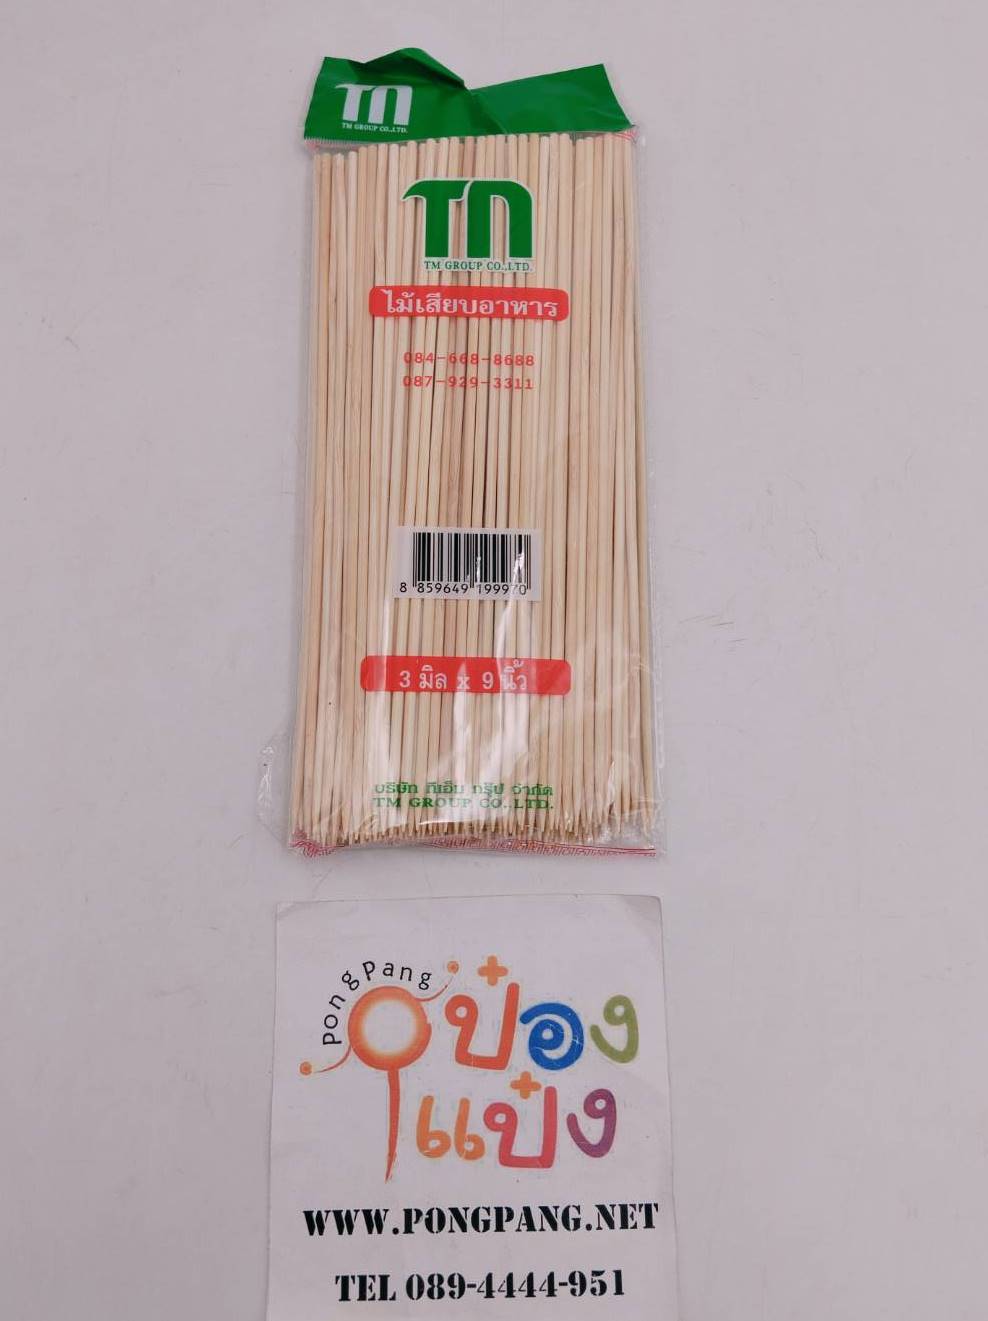 TM
TM GROUP CO.,LTD.
TM
TM GROUP CO.,LTD.
ไม้เสียบอาหาร
084-668-8688
087-929-3311
8 859649 199970
3 มิล x 9 นิ้ว
บริษัท ทีเอ็ม กรุ๊ป จำกัด
TM GROUP CO.,LTD.
PongPang
ป๋อง
แป๋ง
WWW.PONGPANG.NET
TEL 089-4444-951